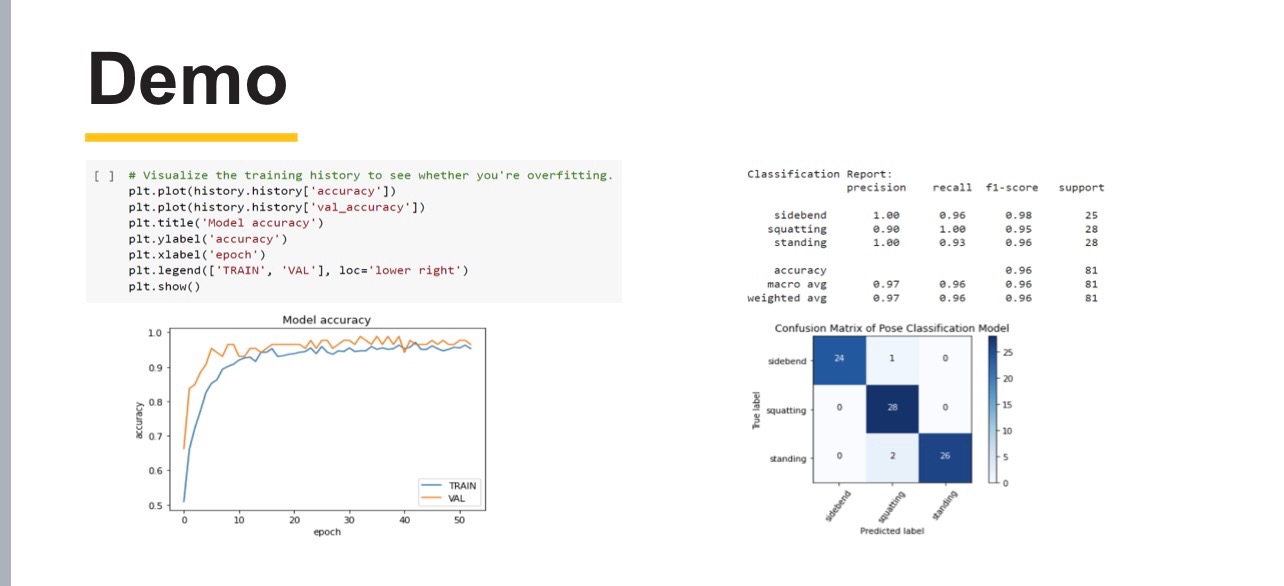 Demo
[ ] # Visualize the training history to see whether you're overfitting.
plt.plot(history.history['accuracy'])
plt.plot(history.history['val_accuracy'])
plt.title('Model accuracy')
plt.ylabel('accuracy')
plt.xlabel('epoch')
plt.legend(['TRAIN', 'VAL'], loc='lower right')
plt.show()
Model accuracy
1.0
0.9
0.8
0.7
0.6
0.5
accuracy
0 10 20 30 40 50
epoch
TRAIN
VAL
Classification Report:
precision recall f1-score support
sidebend 1.00 0.96 0.98 25
squatting 0.90 1.00 0.95 28
standing 1.00 0.93 0.96 28
accuracy 0.96 81
macro avg 0.97 0.96 0.96 81
weighted avg 0.97 0.96 0.96 81
Confusion Matrix of Pose Classification Model
True label
sidebend 24 1 0
squatting 0 28 0
standing 0 2 26
sidebend squatting standing
Predicted label
25
20
15
10
5
0